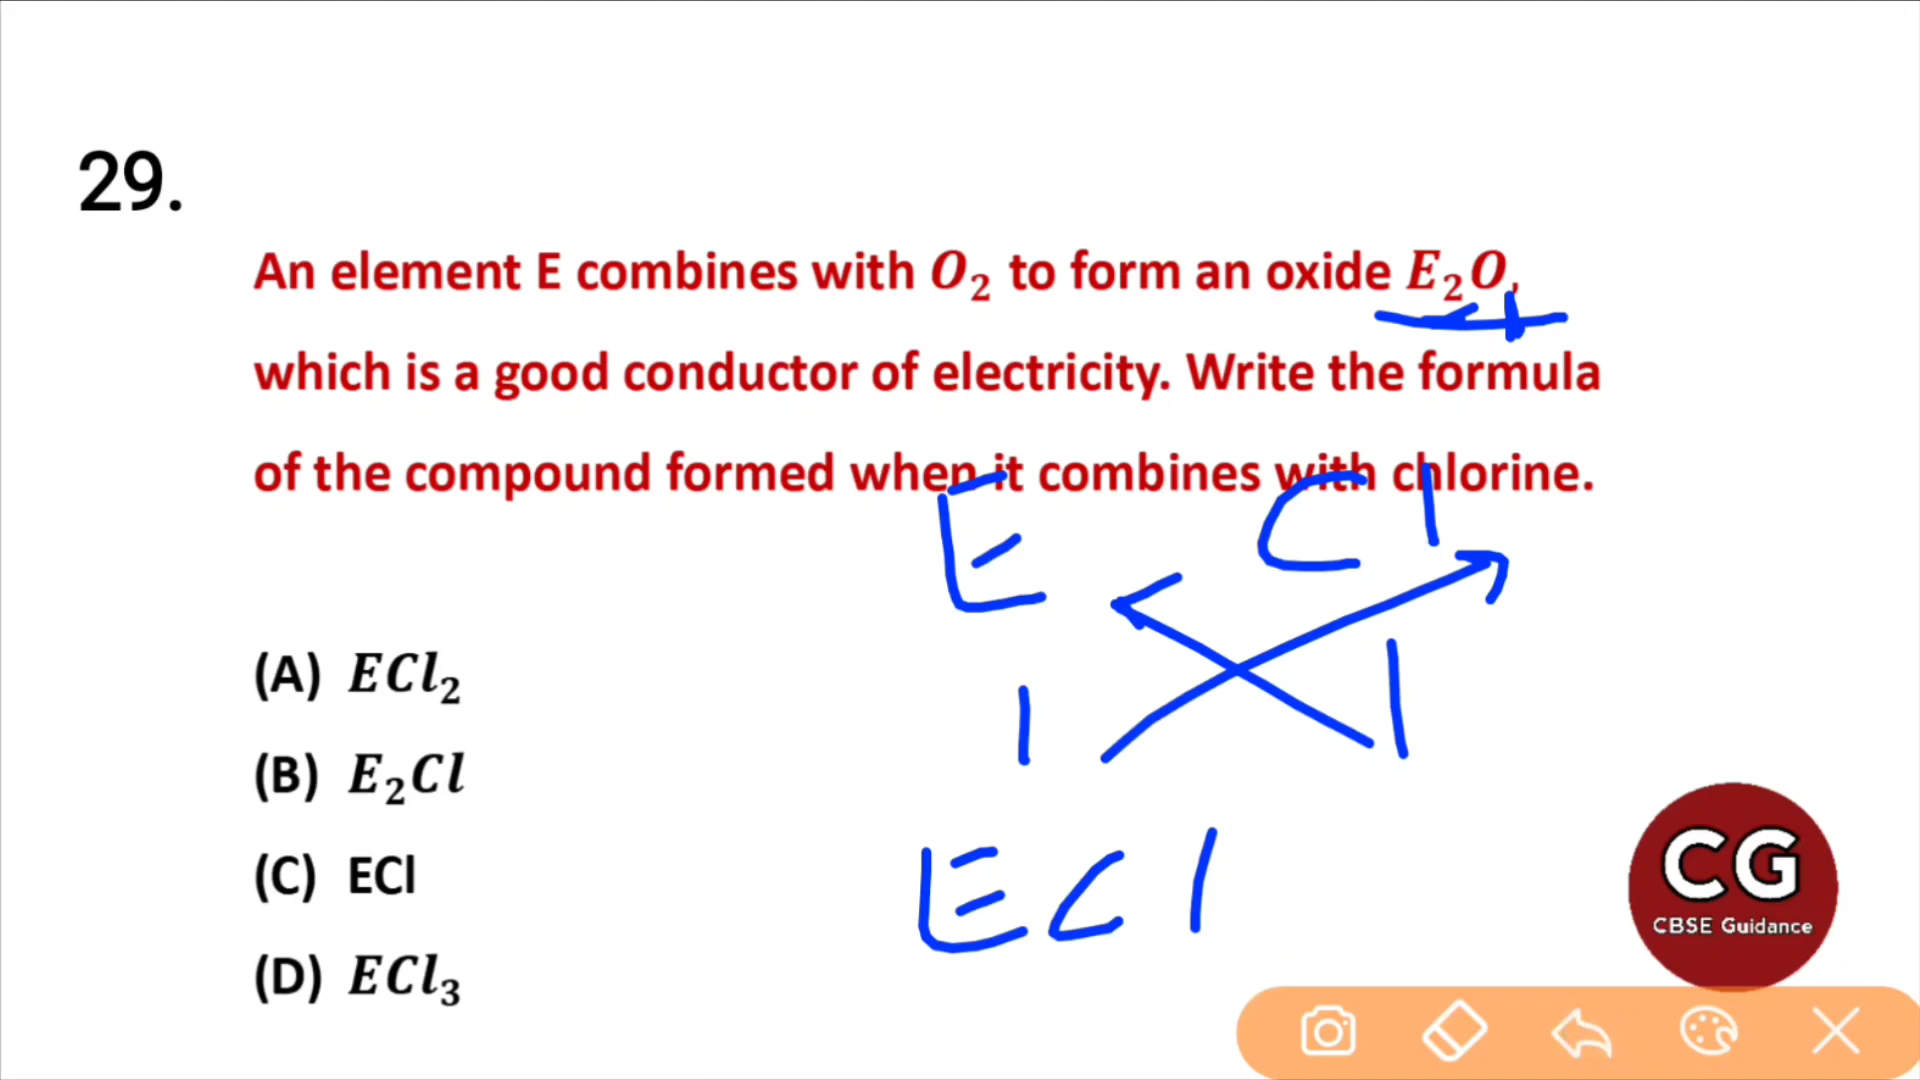 29.
An element E combines with O₂ to form an oxide E₂O,
which is a good conductor of electricity. Write the formula
of the compound formed when it combines with chlorine.
E Cl
1 1
(A) ECl₂
(B) E₂Cl
(C) ECl
ECl
(D) ECl₃
CG
CBSE Guidance